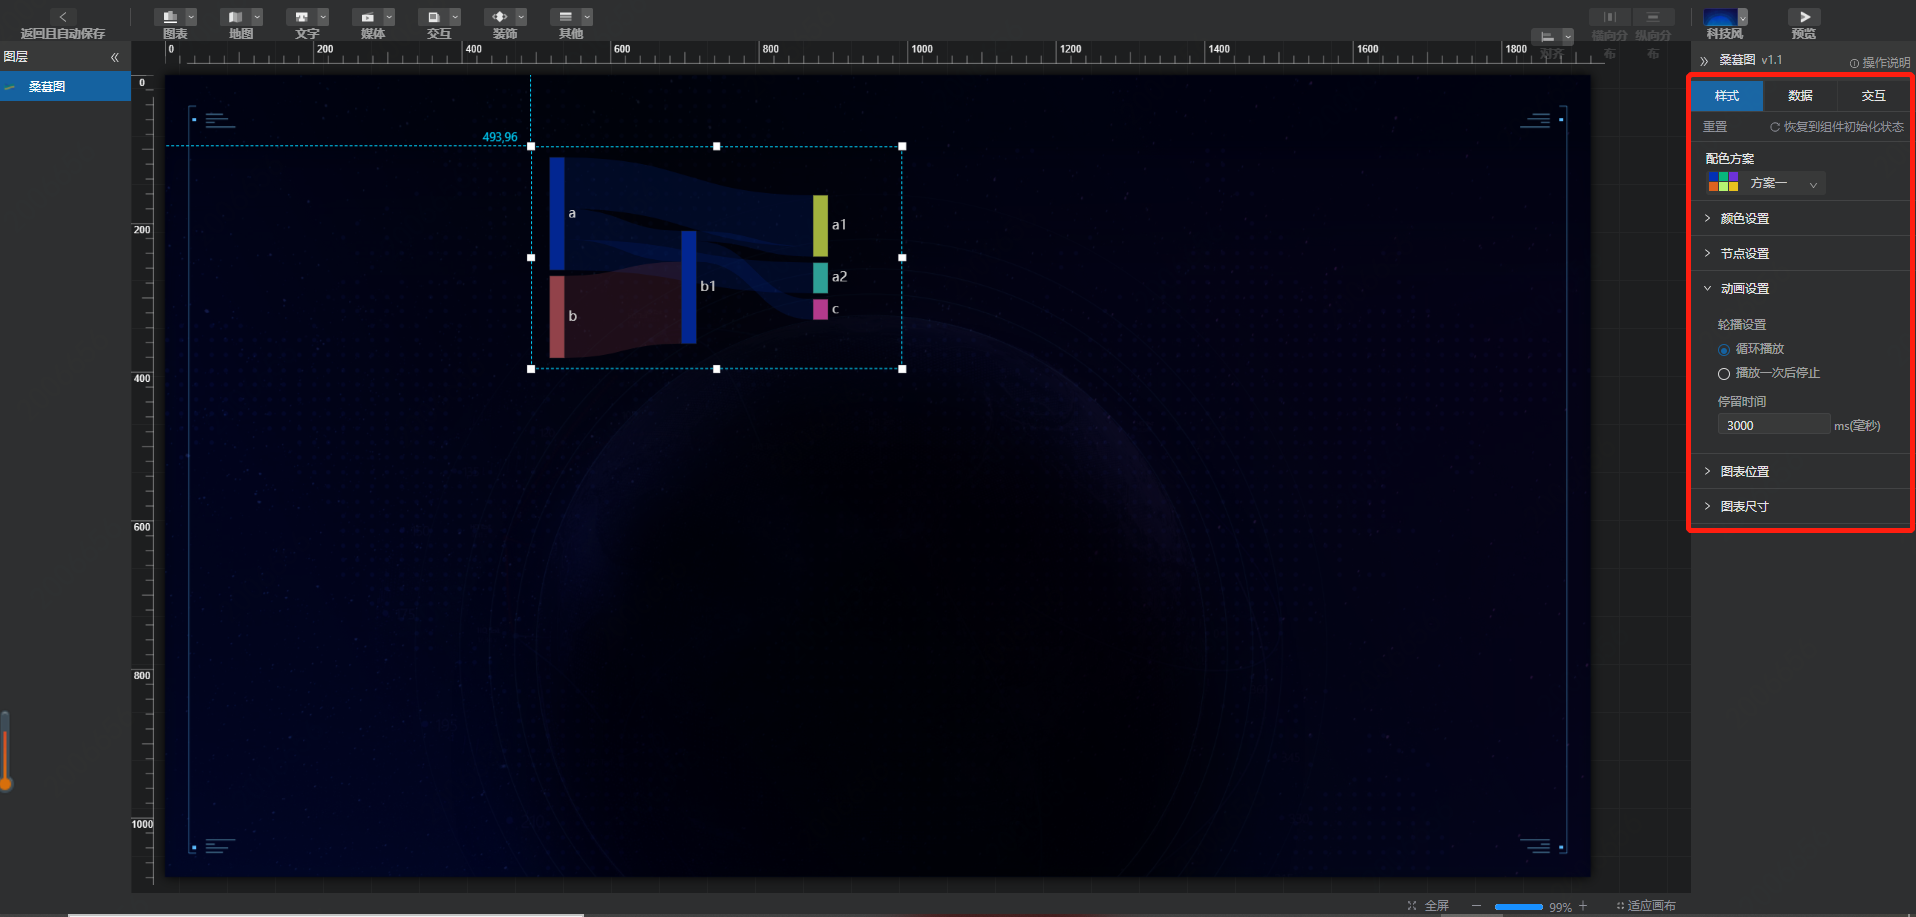 返回且自动保存
图表
地图
文字
媒体
交互
装饰
其他
对齐
横向分布
纵向分布
科技风
预览
图层
桑葚图
0
200
400
600
800
1000
1200
1400
1600
1800
0
200
400
600
800
1000
493,96
a
b
b1
a1
a2
c
桑葚图 v1.1
操作说明
样式
数据
交互
重置
恢复到组件初始化状态
配色方案
方案一
颜色设置
节点设置
动画设置
轮播设置
循环播放
播放一次后停止
停留时间
3000
ms(毫秒)
图表位置
图表尺寸
全屏
99%
适应画布